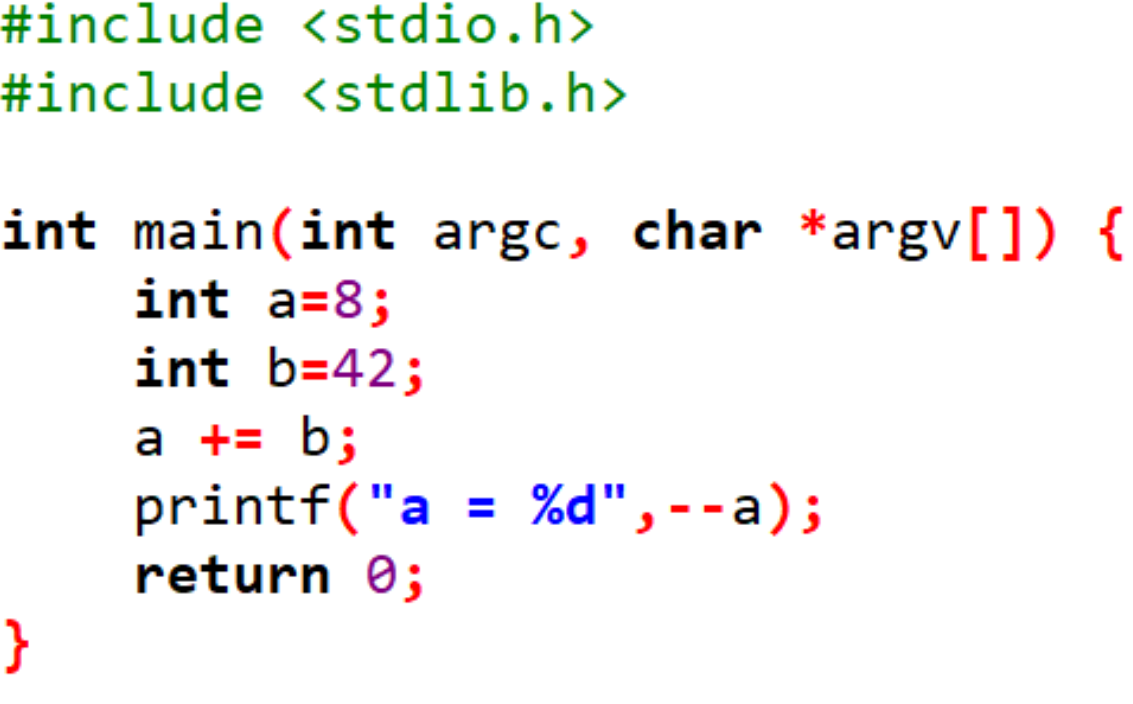 #include <stdio.h>
#include <stdlib.h>

int main(int argc, char *argv[]) {
    int a=8;
    int b=42;
    a += b;
    printf("a = %d",--a);
    return 0;
}